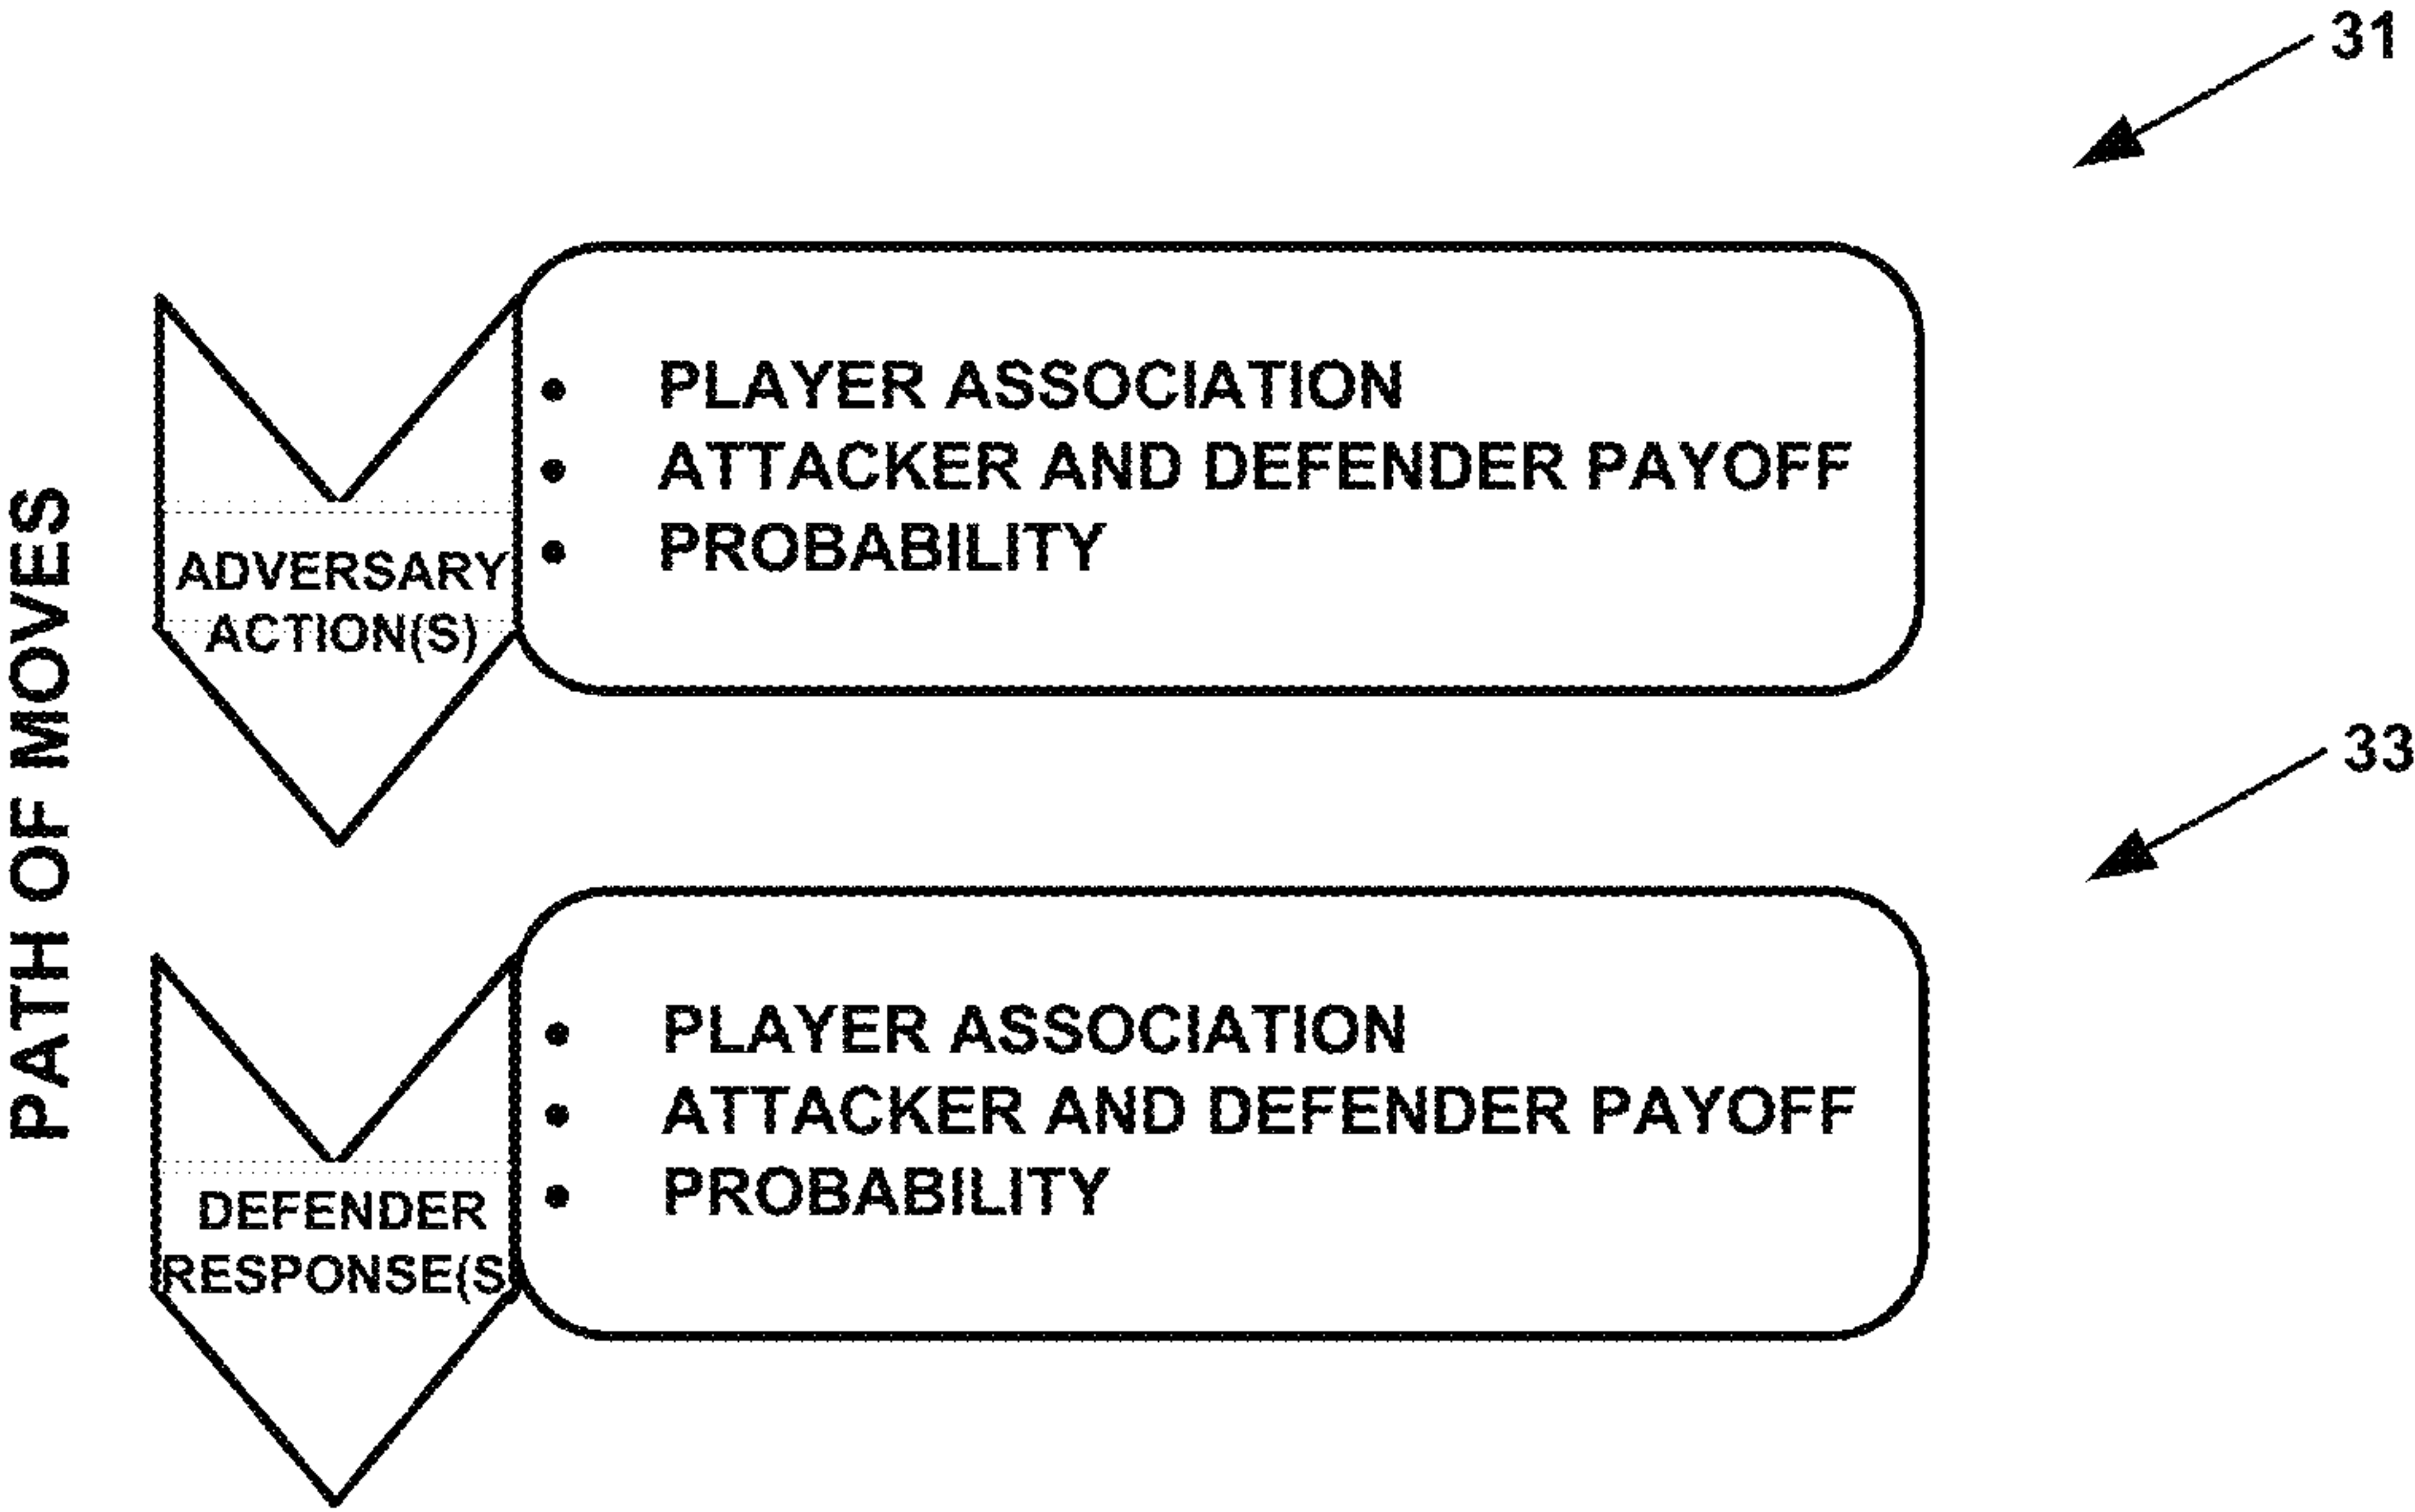 31
PATH OF MOVES
ADVERSARY
ACTION(S)
• PLAYER ASSOCIATION
• ATTACKER AND DEFENDER PAYOFF
• PROBABILITY
33
DEFENDER
RESPONSE(S)
• PLAYER ASSOCIATION
• ATTACKER AND DEFENDER PAYOFF
• PROBABILITY